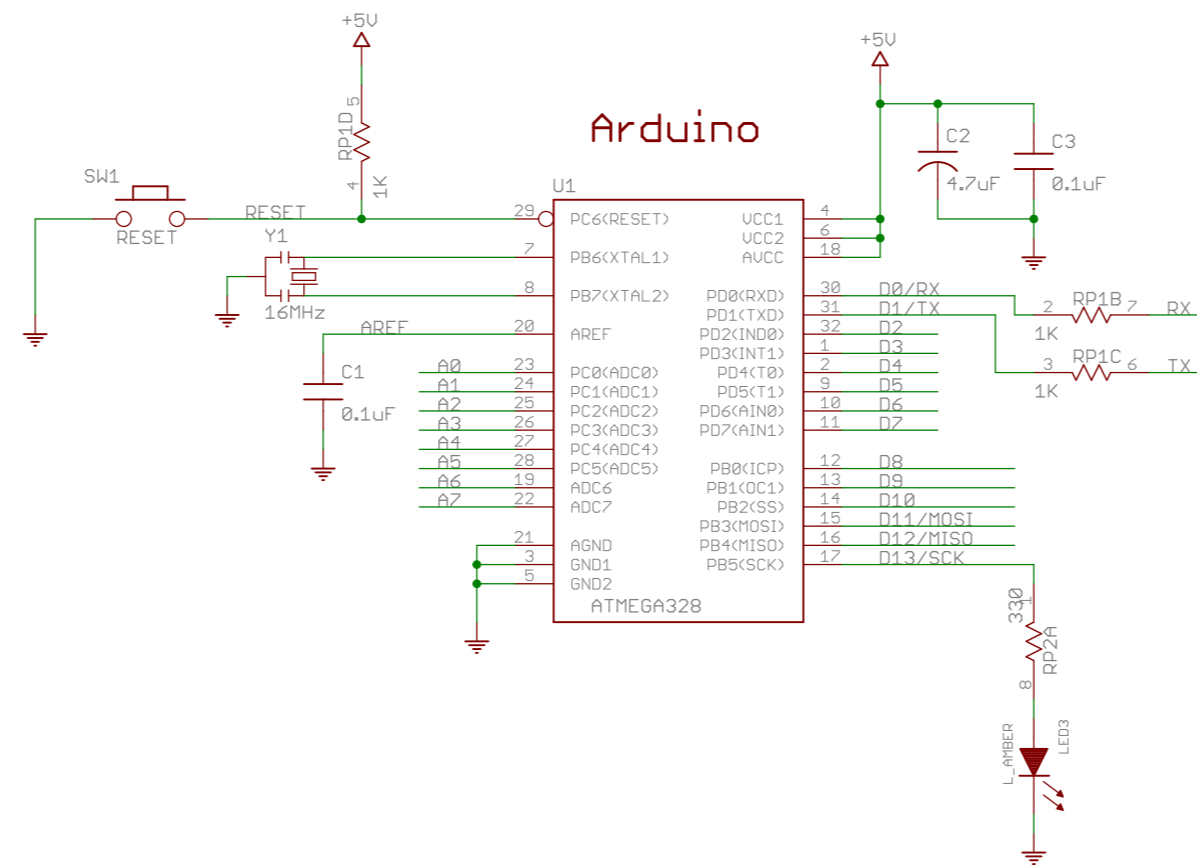 +5V
+5V
Arduino
RP1D
5
4
1K
SW1
RESET
RESET
Y1
16MHz
AREF
C1
0.1uF
C2
4.7uF
C3
0.1uF
U1
29 PC6(RESET)
7 PB6(XTAL1)
8 PB7(XTAL2)
20 AREF
A0 23 PC0(ADC0)
A1 24 PC1(ADC1)
A2 25 PC2(ADC2)
A3 26 PC3(ADC3)
A4 27 PC4(ADC4)
A5 28 PC5(ADC5)
A6 19 ADC6
A7 22 ADC7
21 AGND
3 GND1
5 GND2
ATMEGA328
VCC1 4
VCC2 6
AVCC 18
PD0(RXD) 30 D0/RX
PD1(TXD) 31 D1/TX
PD2(IND0) 32 D2
PD3(INT1) 1 D3
PD4(T0) 2 D4
PD5(T1) 9 D5
PD6(AIN0) 10 D6
PD7(AIN1) 11 D7
PB0(ICP) 12 D8
PB1(OC1) 13 D9
PB2(SS) 14 D10
PB3(MOSI) 15 D11/MOSI
PB4(MISO) 16 D12/MISO
PB5(SCK) 17 D13/SCK
2 RP1B 7 RX
1K
3 RP1C 6 TX
1K
330
1
RP2A
8
L_AMBER
LED3